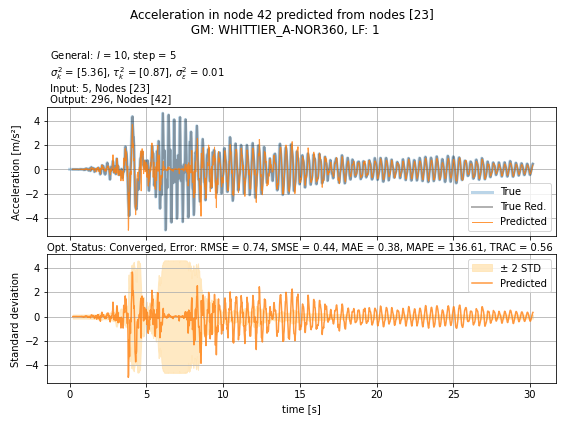 Acceleration in node 42 predicted from nodes [23]
GM: WHITTIER_A-NOR360, LF: 1
General: l = 10, step = 5
σ²ₖ = [5.36], τ²ₖ = [0.87], σ²ε = 0.01
Input: 5, Nodes [23]
Output: 296, Nodes [42]
Acceleration [m/s²]
4
2
0
−2
−4
True
True Red.
Predicted
Opt. Status: Converged, Error: RMSE = 0.74, SMSE = 0.44, MAE = 0.38, MAPE = 136.61, TRAC = 0.56
Standard deviation
4
2
0
−2
−4
± 2 STD
Predicted
0 5 10 15 20 25 30
time [s]